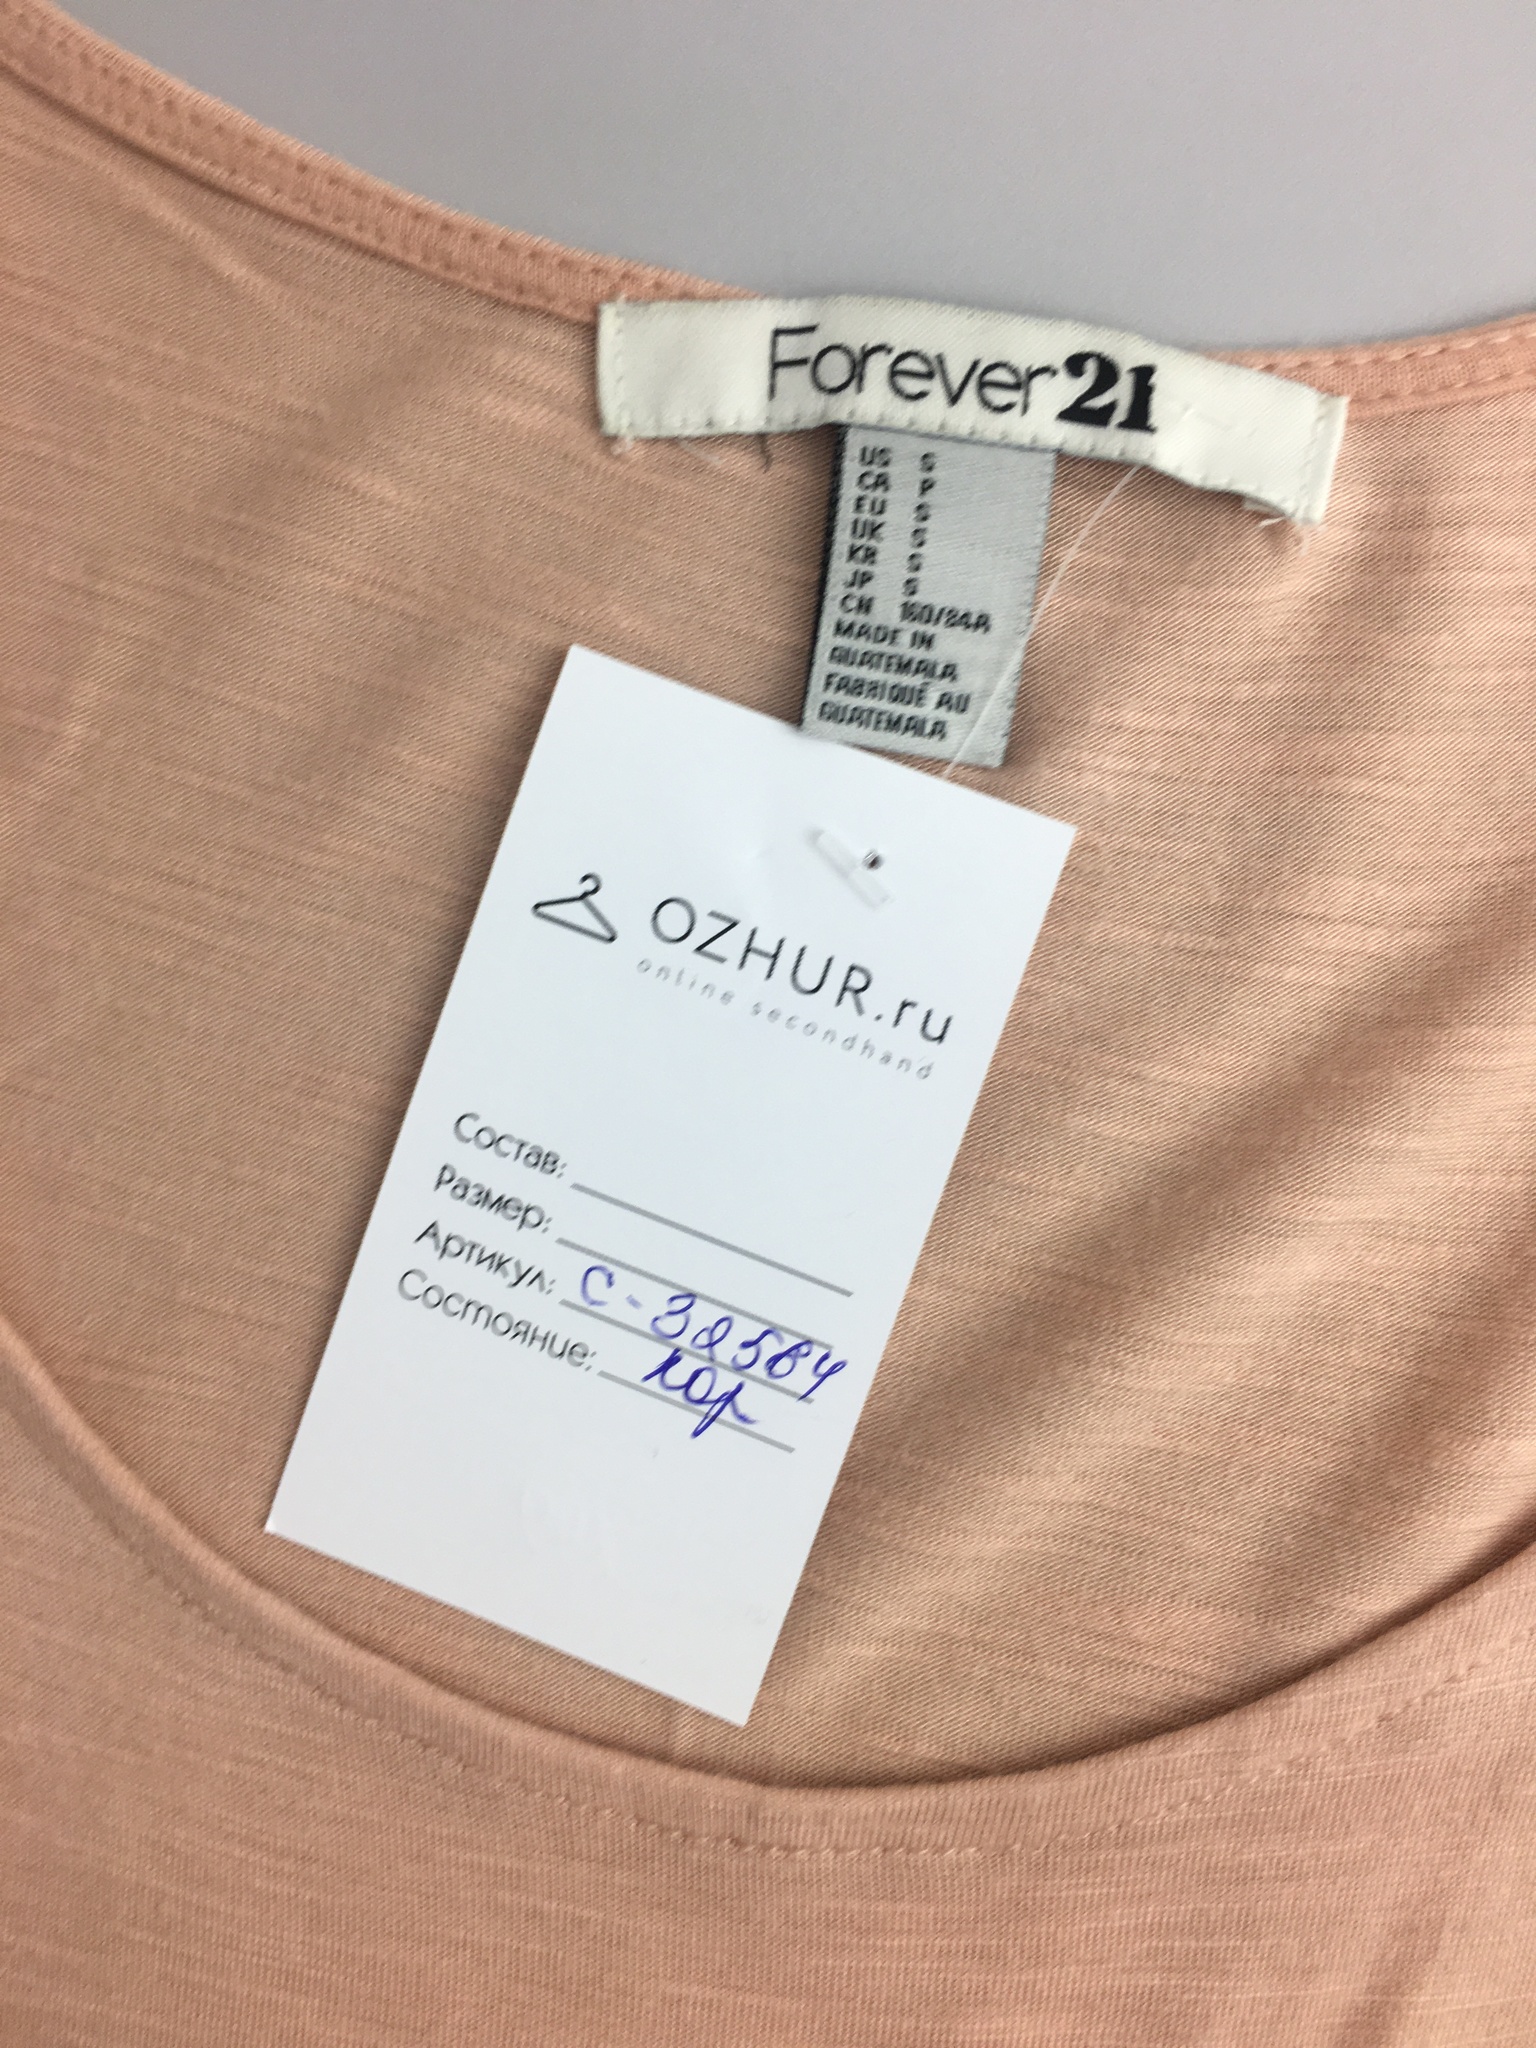 Forever21
US S
CA P
EU S
UK S
KR S
JP S
CN 160/84A
MADE IN
GUATEMALA
FABRIQUÉ AU
GUATEMALA
OZHUR.ru
online secondhand
Состав:
Размер:
Артикул: С-32584
Состояние: хор